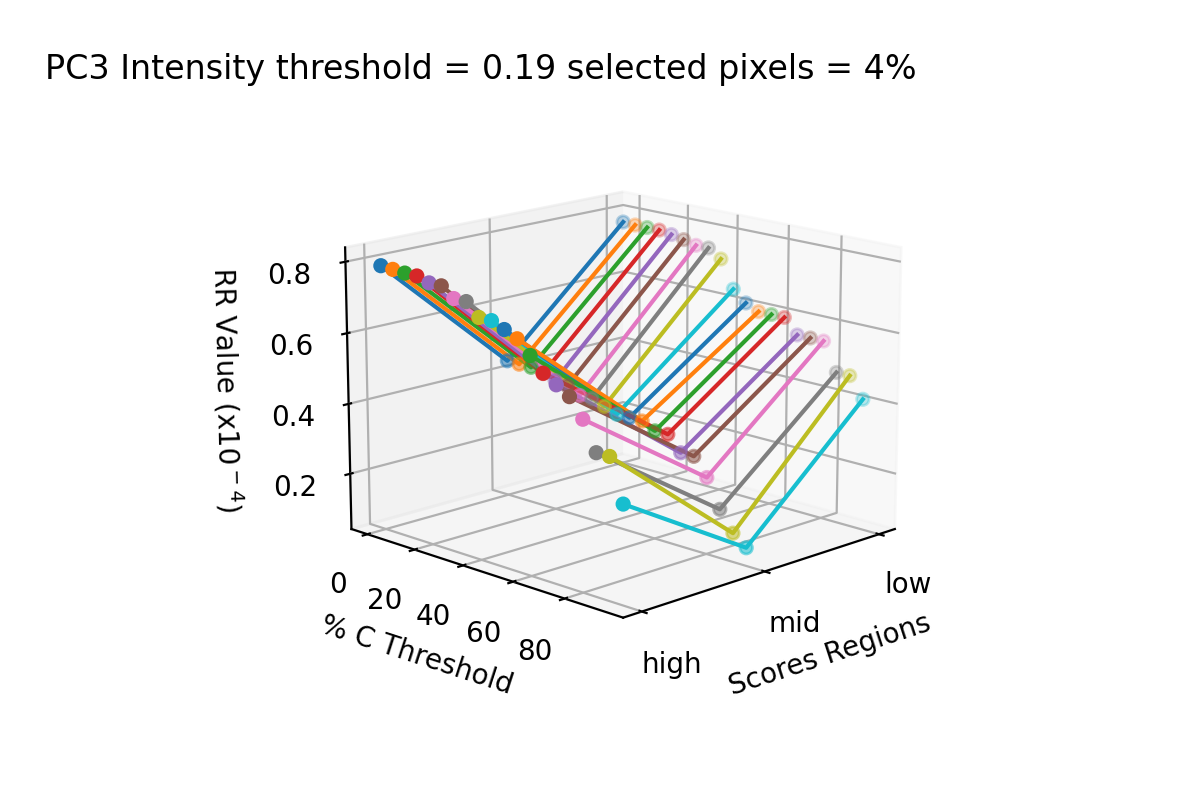 PC3 Intensity threshold = 0.19 selected pixels = 4%
RR Value (x10⁻⁴)
0.8
0.6
0.4
0.2
0
20
40
60
80
% C Threshold
high
mid
low
Scores Regions